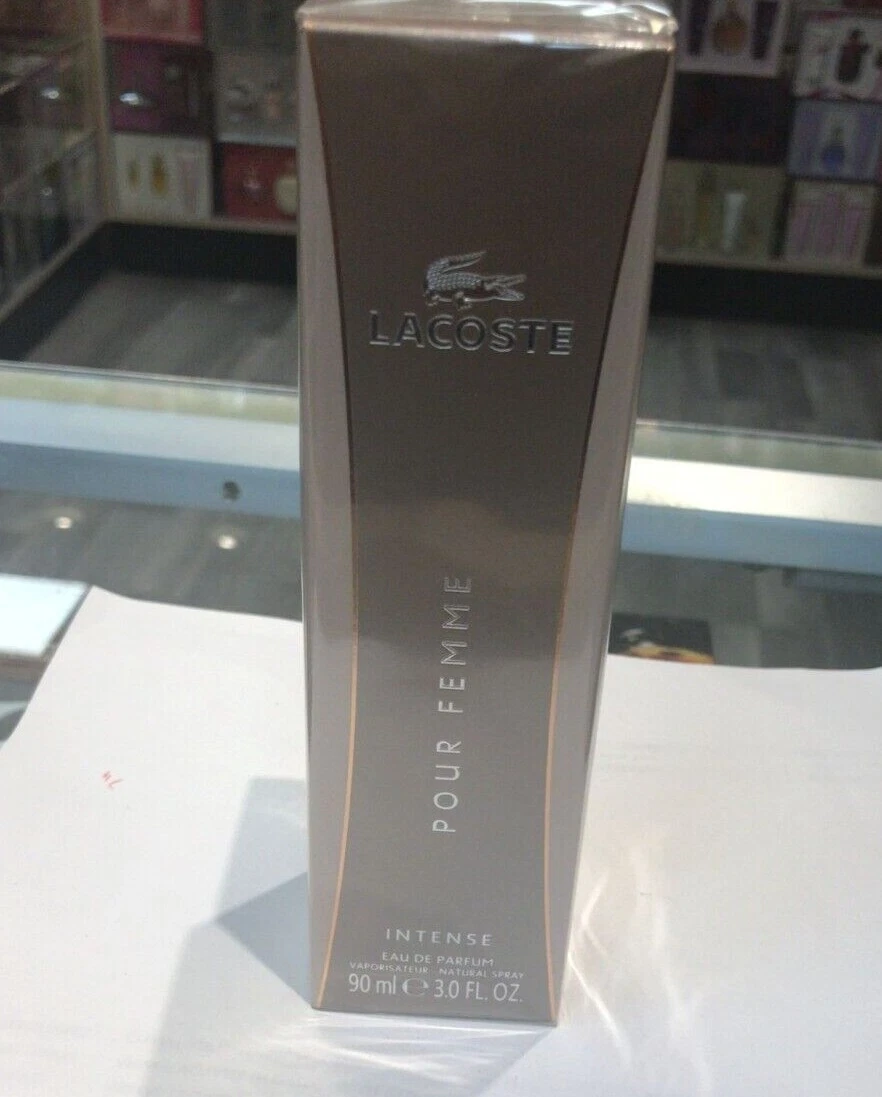 LACOSTE
POUR FEMME
INTENSE
EAU DE PARFUM
VAPORISATEUR NATURAL SPRAY
90 ml ℮ 3.0 FL. OZ.